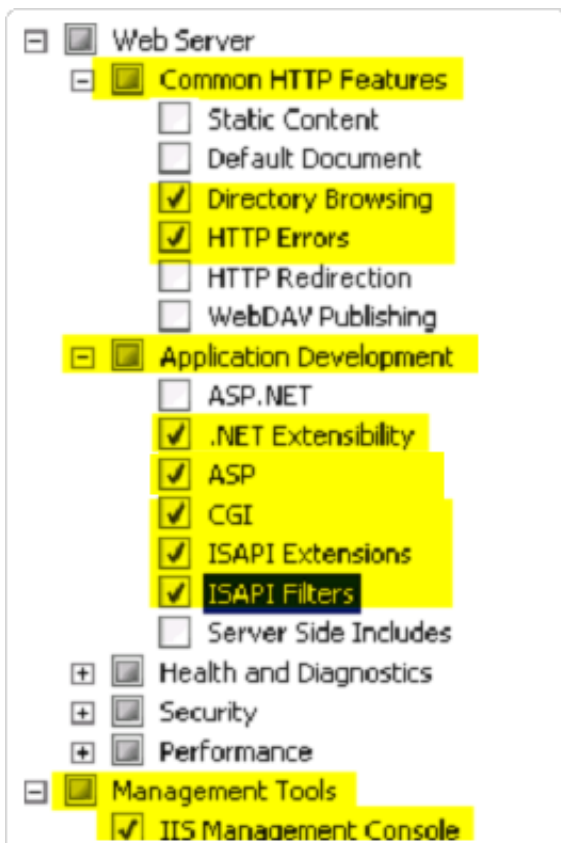 Web Server
Common HTTP Features
Static Content
Default Document
Directory Browsing
HTTP Errors
HTTP Redirection
WebDAV Publishing
Application Development
ASP.NET
.NET Extensibility
ASP
CGI
ISAPI Extensions
ISAPI Filters
Server Side Includes
Health and Diagnostics
Security
Performance
Management Tools
IIS Management Console